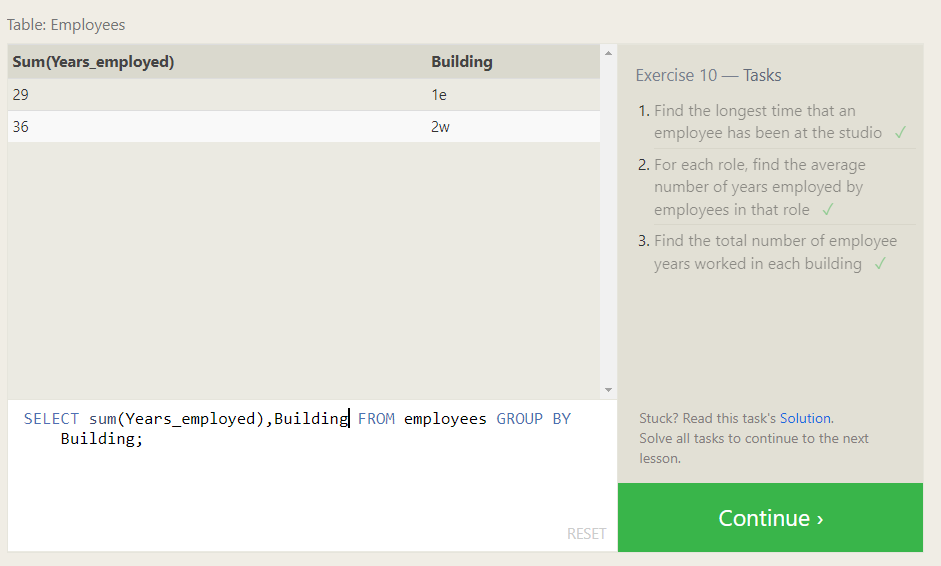 Table: Employees
Sum(Years_employed) Building
29 1e
36 2w
SELECT sum(Years_employed),Building FROM employees GROUP BY
Building;
RESET
Exercise 10 — Tasks
1. Find the longest time that an
employee has been at the studio ✓
2. For each role, find the average
number of years employed by
employees in that role ✓
3. Find the total number of employee
years worked in each building ✓
Stuck? Read this task's Solution.
Solve all tasks to continue to the next
lesson.
Continue ›